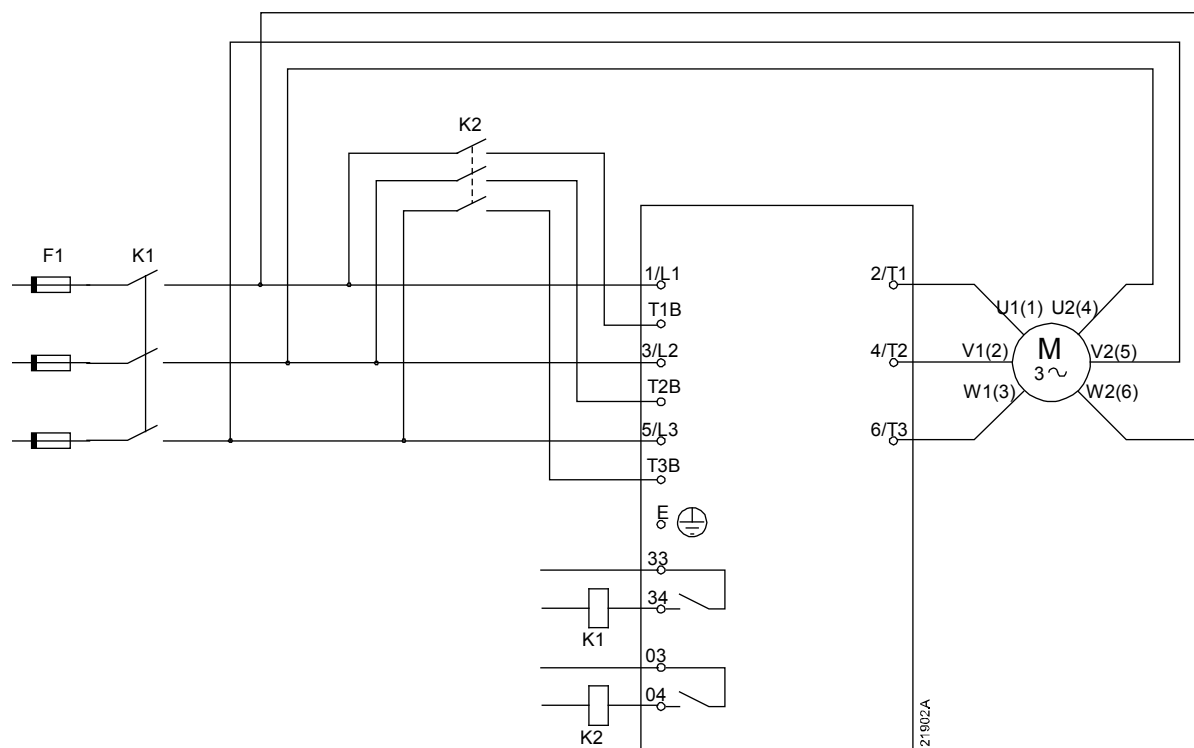 K2
F1
K1
1/L1
2/T1
T1B
U1(1) U2(4)
3/L2
4/T2
V1(2)
M
3~
V2(5)
T2B
W1(3)
W2(6)
5/L3
6/T3
T3B
E
33
34
K1
03
04
K2
21902A